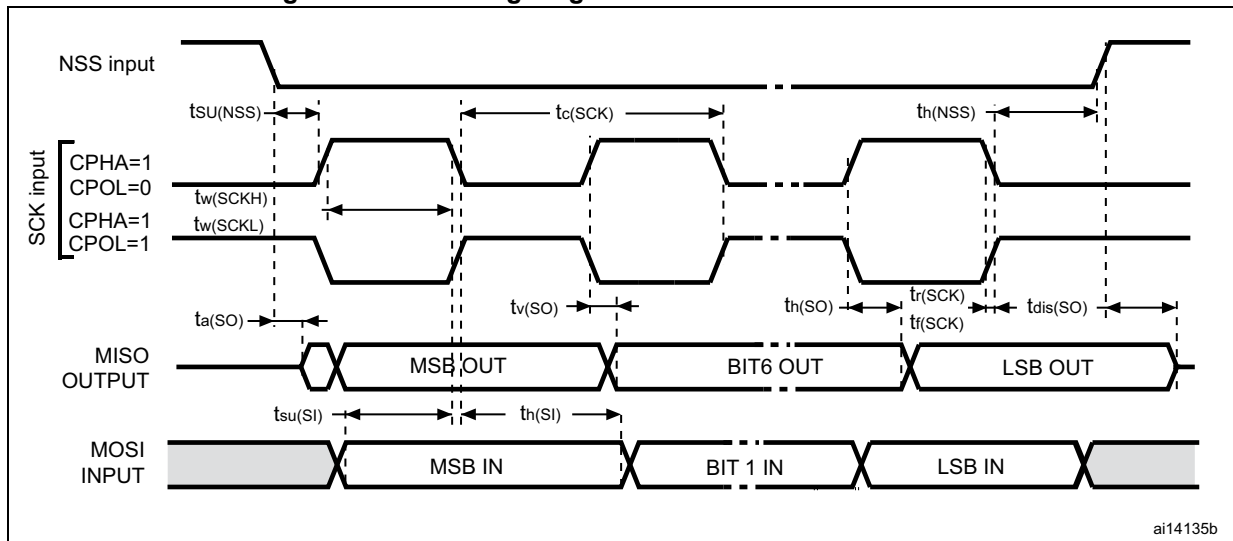 NSS input
tSU(NSS)
tc(SCK)
th(NSS)
SCK input
CPHA=1
CPOL=0
tw(SCKH)
CPHA=1
tw(SCKL)
CPOL=1
ta(SO)
tv(SO)
th(SO)
tr(SCK)
tf(SCK)
tdis(SO)
MISO
OUTPUT
MSB OUT
BIT6 OUT
LSB OUT
tsu(SI)
th(SI)
MOSI
INPUT
MSB IN
BIT 1 IN
LSB IN
ai14135b